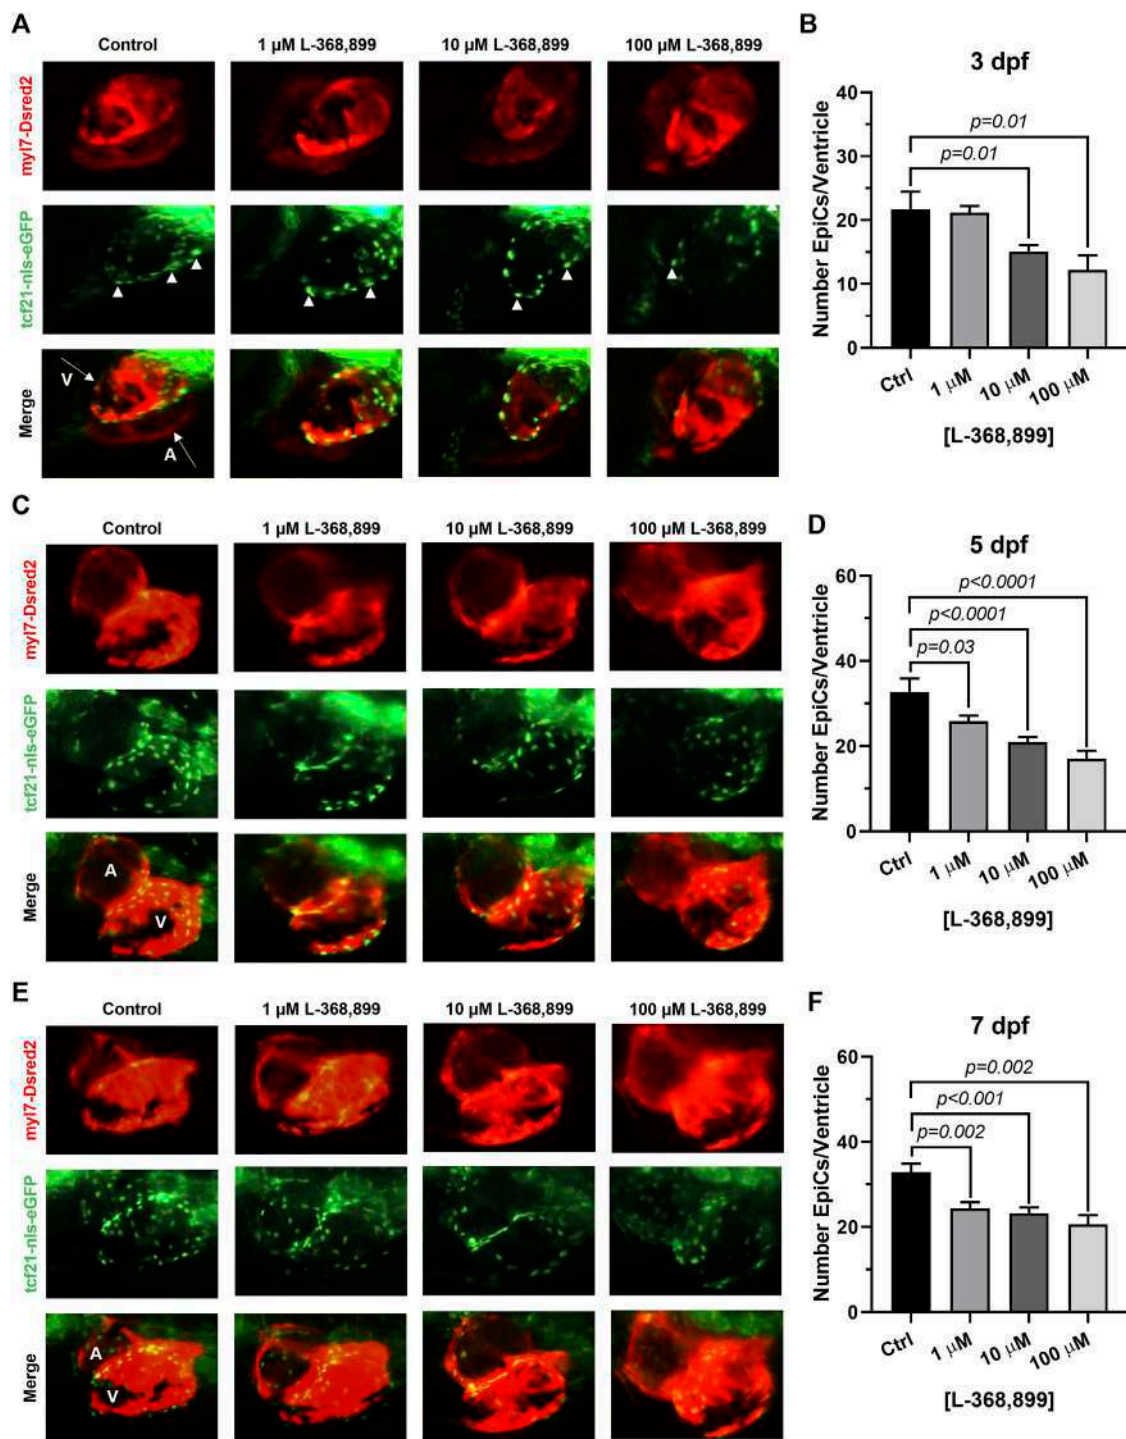 A
Control
1 µM L-368,899
10 µM L-368,899
100 µM L-368,899
myl7-Dsred2
tcf21-nls-eGFP
Merge
V
A
B
3 dpf
Number EpiCs/Ventricle
40
30
20
10
0
p=0.01
p=0.01
Ctrl
1 µM
10 µM
100 µM
[L-368,899]
C
Control
1 µM L-368,899
10 µM L-368,899
100 µM L-368,899
myl7-Dsred2
tcf21-nls-eGFP
Merge
A
V
D
5 dpf
Number EpiCs/Ventricle
60
40
20
0
p<0.0001
p<0.0001
p=0.03
Ctrl
1 µM
10 µM
100 µM
[L-368,899]
E
Control
1 µM L-368,899
10 µM L-368,899
100 µM L-368,899
myl7-Dsred2
tcf21-nls-eGFP
Merge
A
V
F
7 dpf
Number EpiCs/Ventricle
60
40
20
0
p=0.002
p<0.001
p=0.002
Ctrl
1 µM
10 µM
100 µM
[L-368,899]